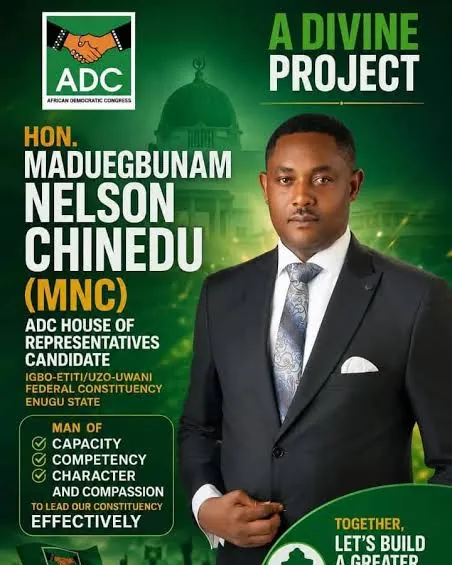 ADC
AFRICAN DEMOCRATIC CONGRESS
A DIVINE
PROJECT
HON.
MADUEGBUNAM
NELSON
CHINEDU
(MNC)
ADC HOUSE OF
REPRESENTATIVES
CANDIDATE
IGBO-ETITI/UZO-UWANI
FEDERAL CONSTITUENCY
ENUGU STATE
MAN OF
CAPACITY
COMPETENCY
CHARACTER
AND COMPASSION
TO LEAD OUR CONSTITUENCY
EFFECTIVELY
TOGETHER,
LET'S BUILD
A GREATER